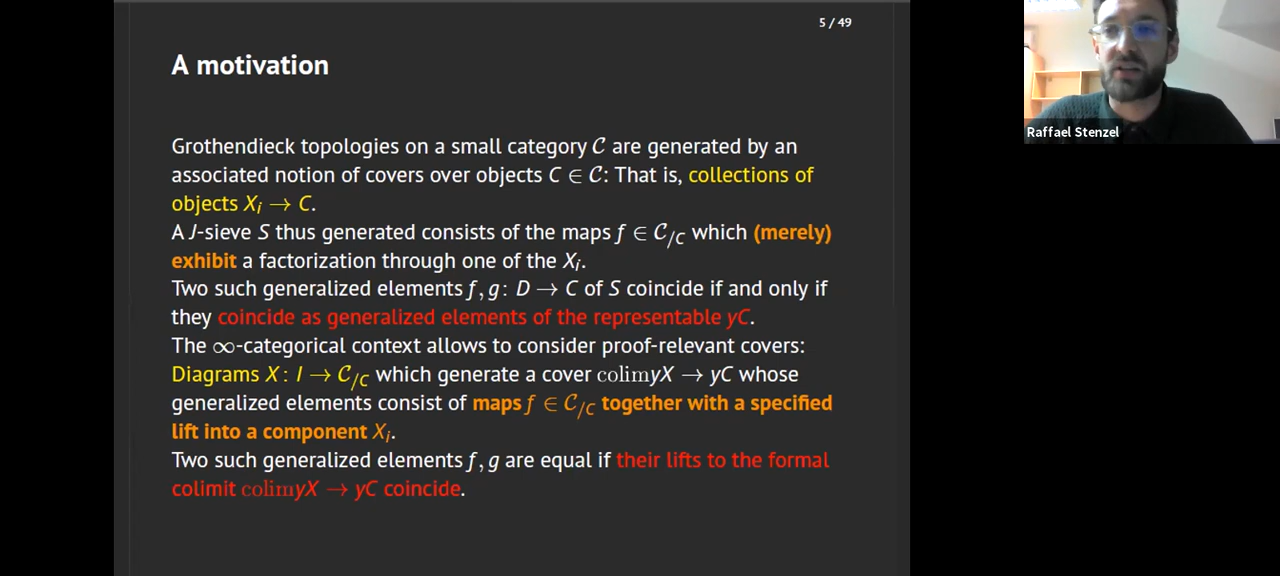 5 / 49
A motivation
Grothendieck topologies on a small category 𝒞 are generated by an
associated notion of covers over objects C ∈ 𝒞: That is, collections of
objects Xᵢ → C.
A J-sieve S thus generated consists of the maps f ∈ 𝒞/C which (merely)
exhibit a factorization through one of the Xᵢ.
Two such generalized elements f, g: D → C of S coincide if and only if
they coincide as generalized elements of the representable yC.
The ∞-categorical context allows to consider proof-relevant covers:
Diagrams X: I → 𝒞/C which generate a cover colimyX → yC whose
generalized elements consist of maps f ∈ 𝒞/C together with a specified
lift into a component Xᵢ.
Two such generalized elements f, g are equal if their lifts to the formal
colimit colimyX → yC coincide.
Raffael Stenzel